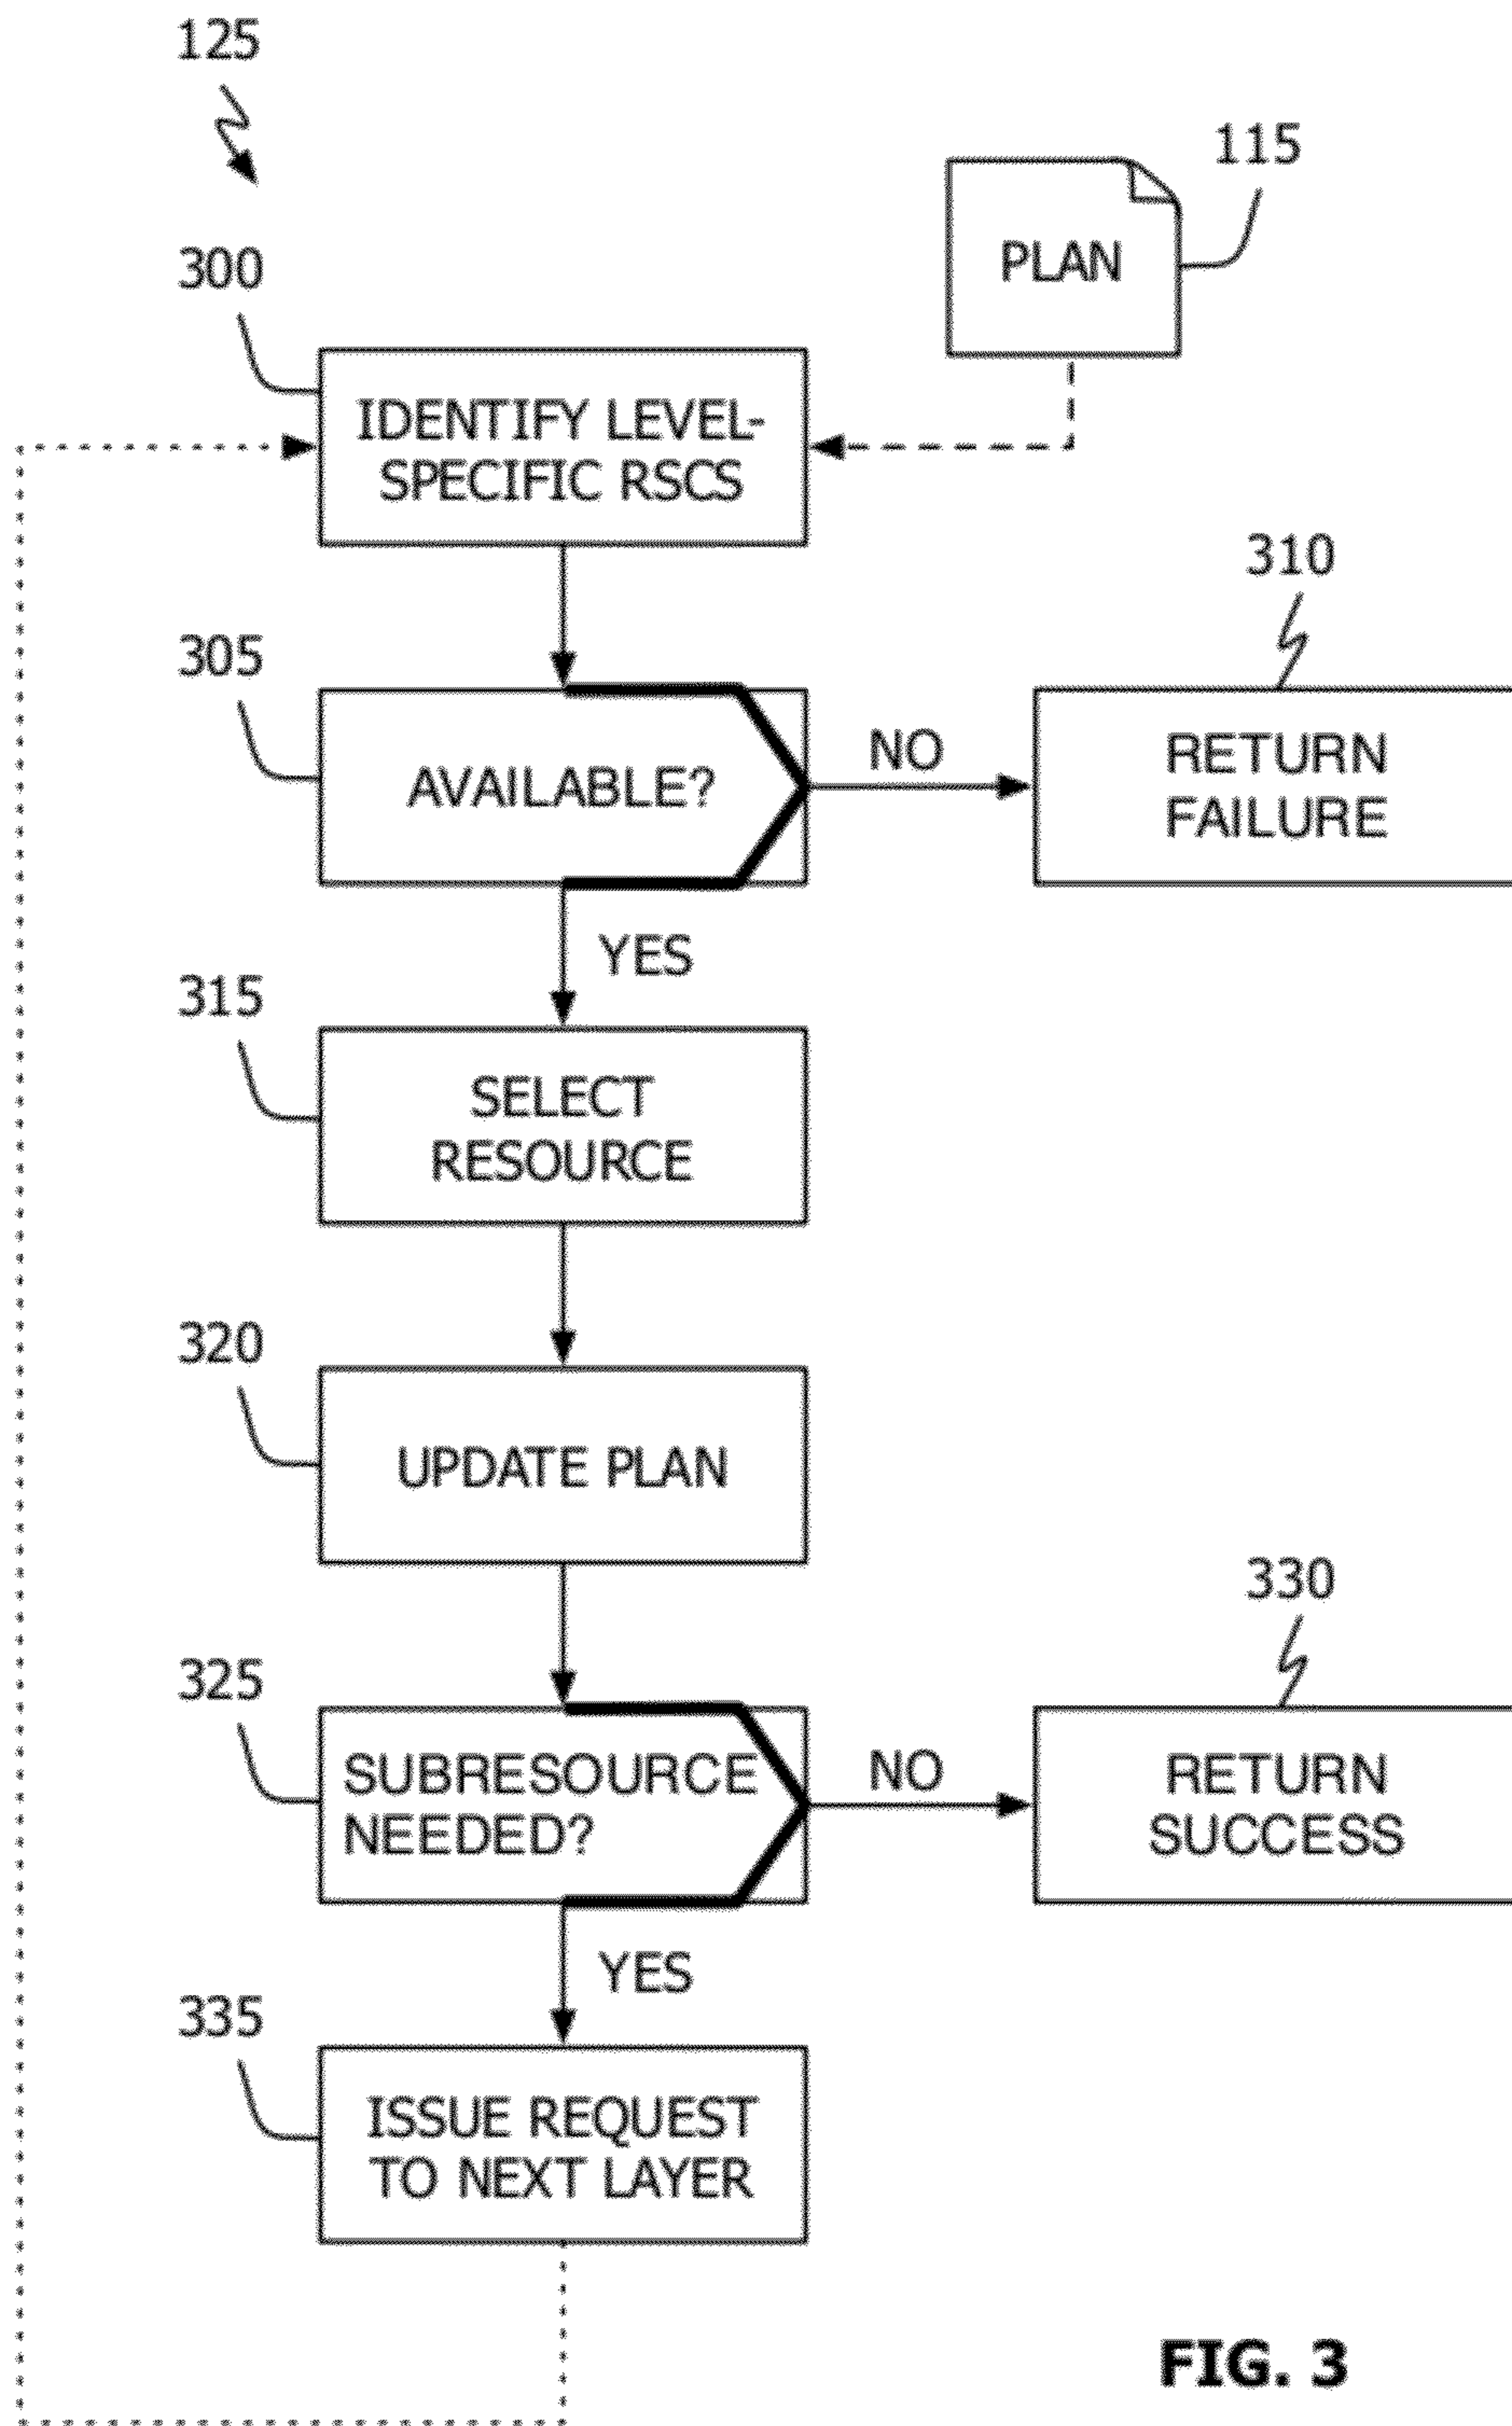 125
115
PLAN
300
IDENTIFY LEVEL-
SPECIFIC RSCS
310
305
AVAILABLE?
NO
RETURN
FAILURE
YES
315
SELECT
RESOURCE
320
UPDATE PLAN
330
325
SUBRESOURCE
NEEDED?
NO
RETURN
SUCCESS
YES
335
ISSUE REQUEST
TO NEXT LAYER
FIG. 3